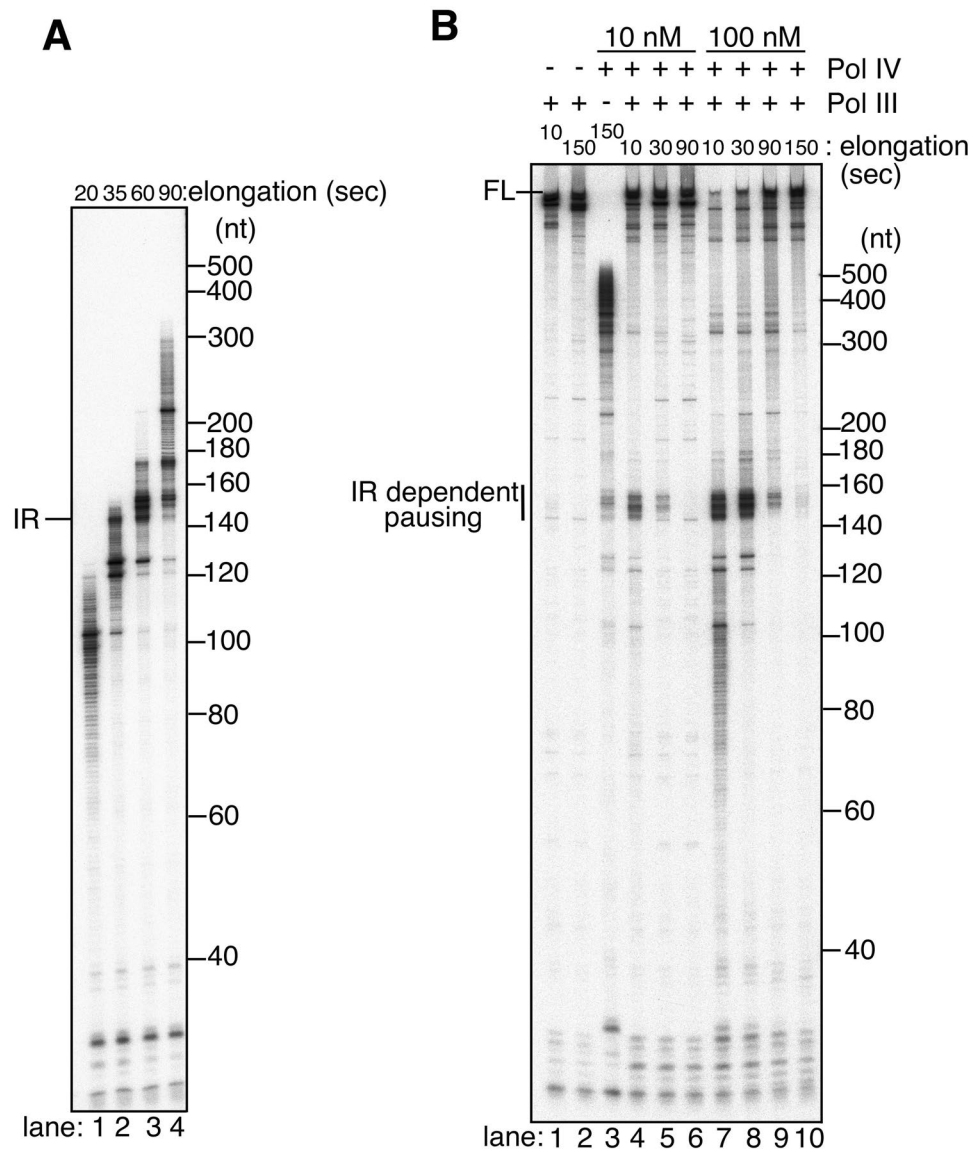 A
20 35 60 90 :elongation (sec)
(nt)
500
400
300
200
180
160
IR
140
120
100
80
60
40
lane: 1 2 3 4
B
10 nM 100 nM
- - + + + + + + + + Pol IV
+ + - + + + + + + + Pol III
10 150 150 10 30 90 10 30 90 150 : elongation
(sec)
FL
(nt)
500
400
300
200
180
IR dependent
pausing
160
140
120
100
80
60
40
lane: 1 2 3 4 5 6 7 8 9 10